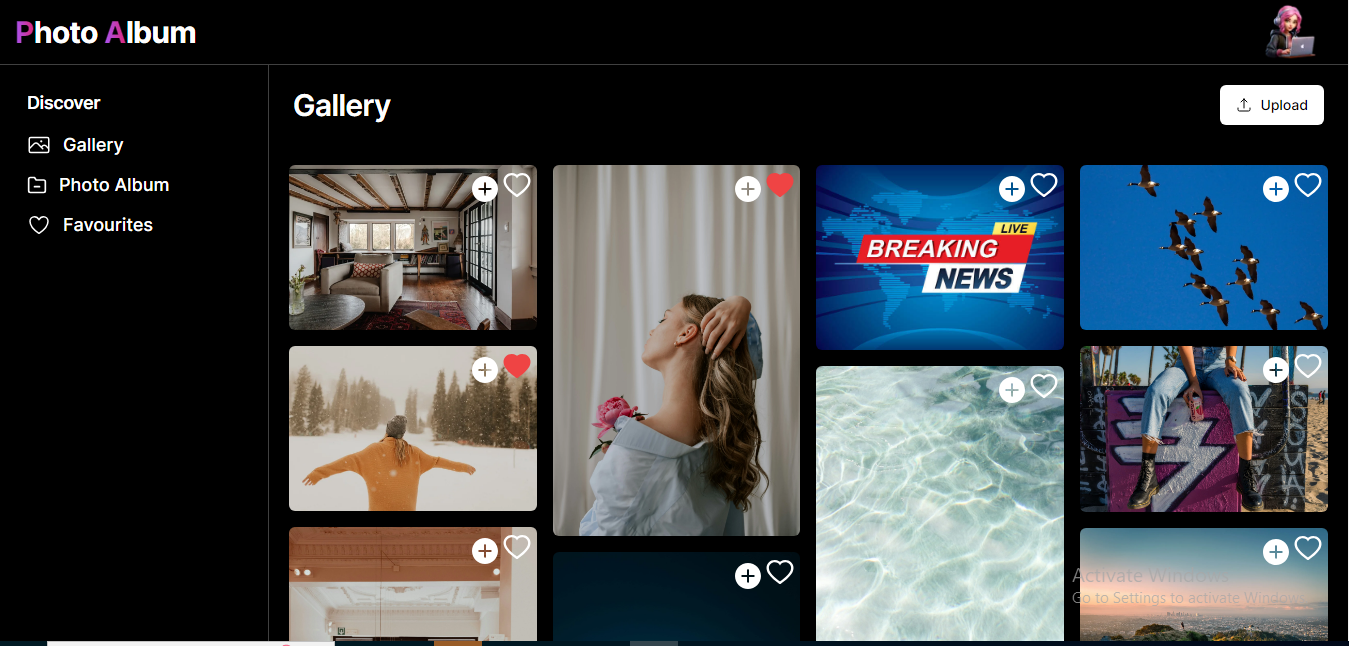 Photo Album
Discover
Gallery
Photo Album
Favourites
Gallery
Upload
LIVE
BREAKING
NEWS
Activate Windows
Go to Settings to activate Windows.